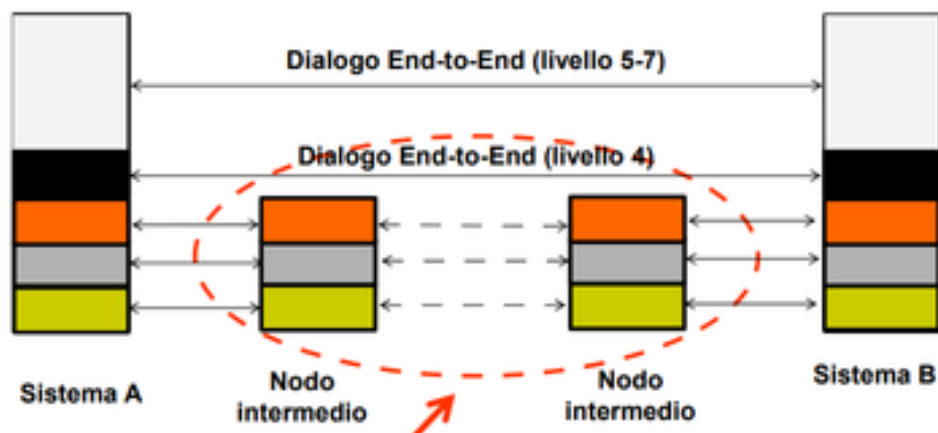 Dialogo End-to-End (livello 5-7)
Dialogo End-to-End (livello 4)
Sistema A
Nodo
intermedio
Nodo
intermedio
Sistema B